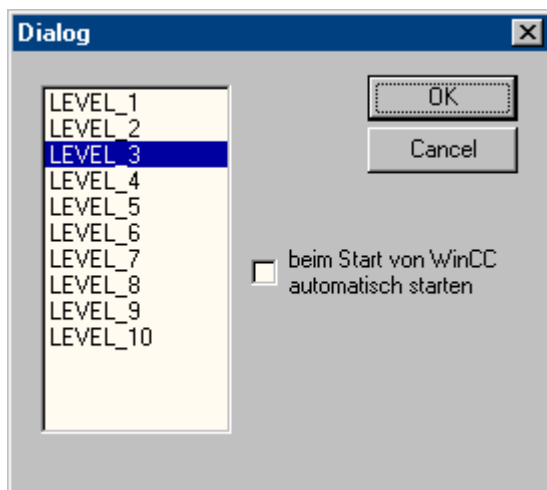 Dialog
LEVEL_1
LEVEL_2
LEVEL_3
LEVEL_4
LEVEL_5
LEVEL_6
LEVEL_7
LEVEL_8
LEVEL_9
LEVEL_10
OK
Cancel
beim Start von WinCC
automatisch starten